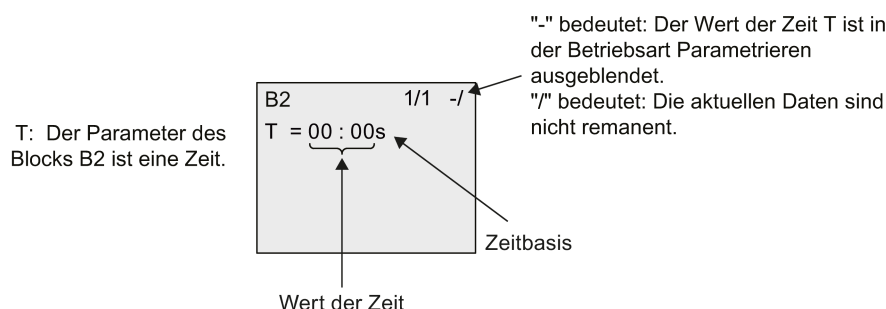 "-" bedeutet: Der Wert der Zeit T ist in
der Betriebsart Parametrieren
ausgeblendet.
"/" bedeutet: Die aktuellen Daten sind
nicht remanent.
B2 1/1 -/
T = 00 : 00s
T: Der Parameter des
Blocks B2 ist eine Zeit.
Zeitbasis
Wert der Zeit